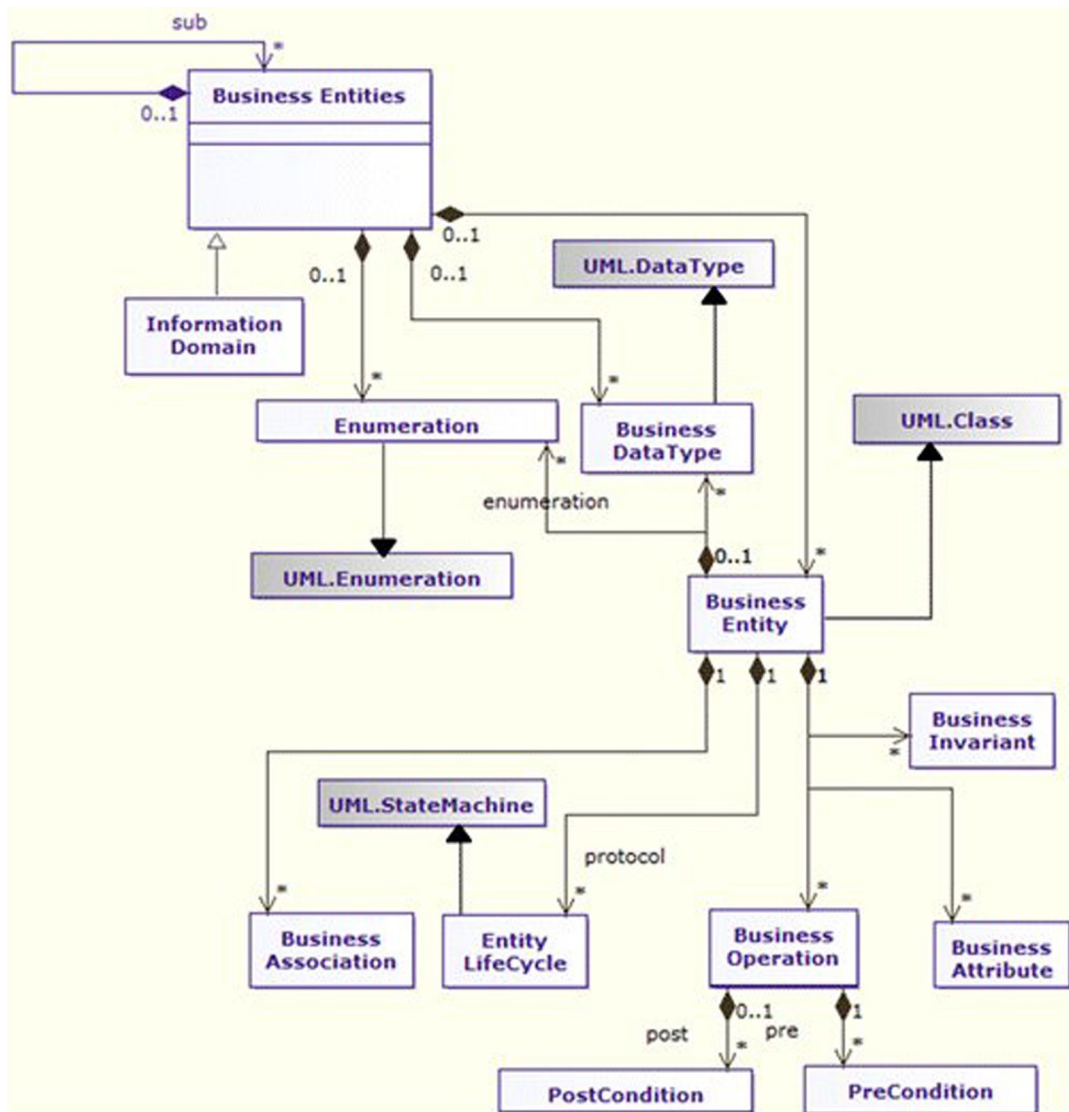 sub
*
Business Entities
0..1
0..1
0..1
0..1
UML.DataType
Information
Domain
*
*
UML.Class
Enumeration
Business
DataType
*
*
enumeration
0..1
*
UML.Enumeration
Business
Entity
1
1
1
Business
Invariant
*
UML.StateMachine
protocol
*
*
*
*
Business
Association
Entity
LifeCycle
Business
Operation
Business
Attribute
0..1
1
post
pre
*
*
PostCondition
PreCondition